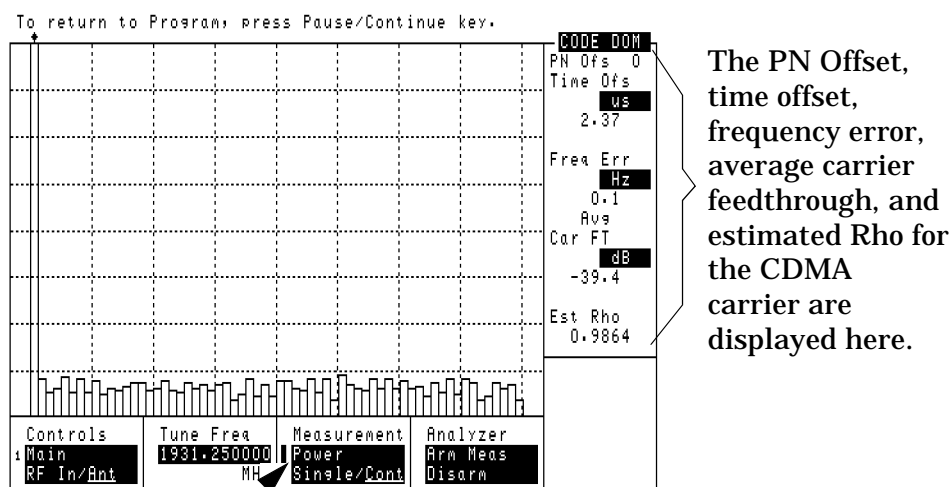 To return to Program, press Pause/Continue key.
CODE DOM
PN Ofs 0
Time Ofs
us
2.37
Freq Err
Hz
0.1
Avg
Car FT
dB
-39.4
Est Rho
0.9864
Controls
1 Main
RF In/Ant
Tune Freq
1931.250000
MH
Measurement
Power
Single/Cont
Analyzer
Arm Meas
Disarm
The PN Offset,
time offset,
frequency error,
average carrier
feedthrough, and
estimated Rho for
the CDMA
carrier are
displayed here.